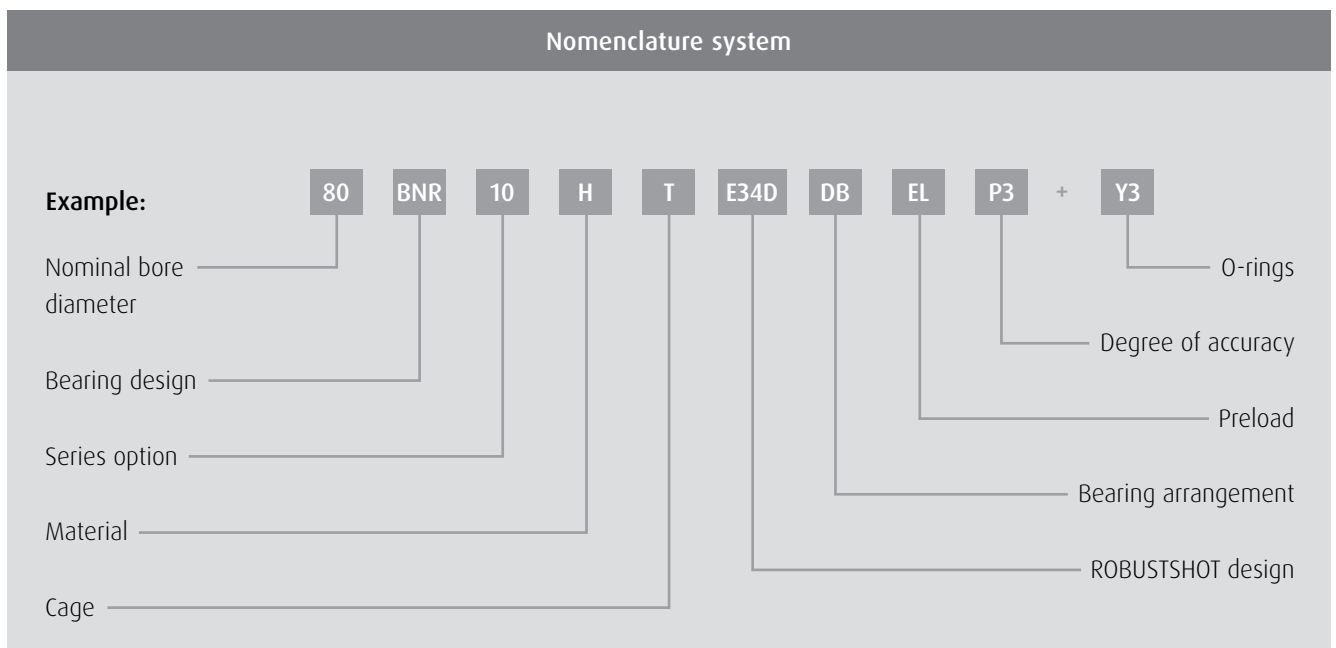 Nomenclature system
Example: 80 BNR 10 H T E34D DB EL P3 + Y3
Nominal bore
diameter
O-rings
Degree of accuracy
Bearing design
Preload
Series option
Bearing arrangement
Material
ROBUSTSHOT design
Cage